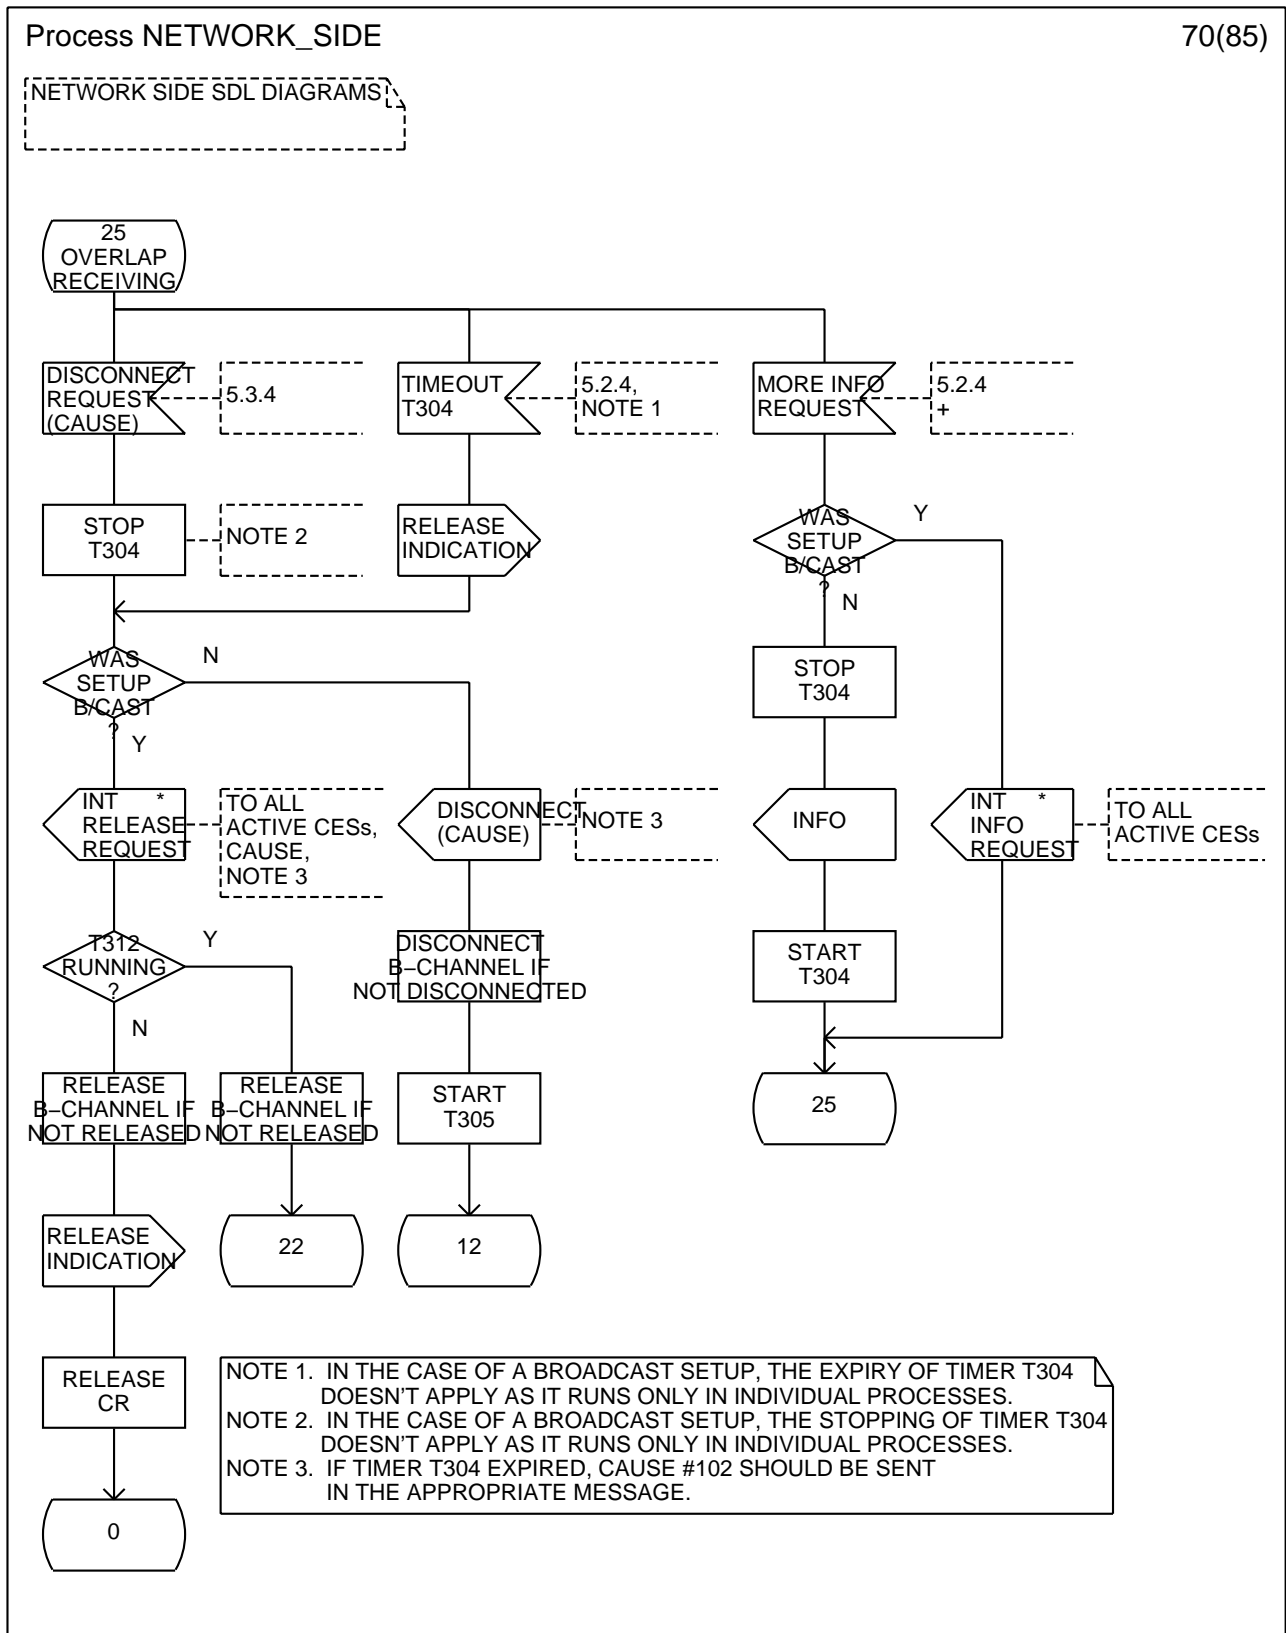 Process NETWORK_SIDE
70(85)
NETWORK SIDE SDL DIAGRAMS
25
OVERLAP
RECEIVING
DISCONNECT
REQUEST
(CAUSE)
5.3.4
TIMEOUT
T304
5.2.4,
NOTE 1
MORE INFO
REQUEST
5.2.4
+
STOP
T304
NOTE 2
RELEASE
INDICATION
WAS
SETUP
B/CAST
?
Y
N
WAS
SETUP
B/CAST
?
N
Y
STOP
T304
INT *
RELEASE
REQUEST
TO ALL
ACTIVE CESs,
CAUSE,
NOTE 3
DISCONNECT
(CAUSE)
NOTE 3
INFO
INT *
INFO
REQUEST
TO ALL
ACTIVE CESs
T312
RUNNING
?
Y
N
DISCONNECT
B−CHANNEL IF
NOT DISCONNECTED
START
T304
RELEASE
B−CHANNEL IF
NOT RELEASED
RELEASE
B−CHANNEL IF
NOT RELEASED
START
T305
25
RELEASE
INDICATION
22
12
RELEASE
CR
0
NOTE 1. IN THE CASE OF A BROADCAST SETUP, THE EXPIRY OF TIMER T304
DOESN'T APPLY AS IT RUNS ONLY IN INDIVIDUAL PROCESSES.
NOTE 2. IN THE CASE OF A BROADCAST SETUP, THE STOPPING OF TIMER T304
DOESN'T APPLY AS IT RUNS ONLY IN INDIVIDUAL PROCESSES.
NOTE 3. IF TIMER T304 EXPIRED, CAUSE #102 SHOULD BE SENT
IN THE APPROPRIATE MESSAGE.